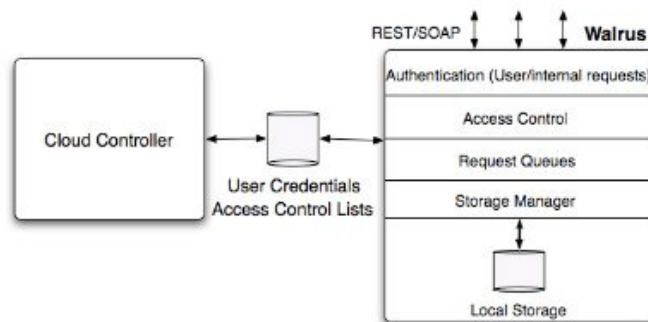 REST/SOAP
Walrus
Authentication (User/internal requests)
Cloud Controller
Access Control
Request Queues
User Credentials
Access Control Lists
Storage Manager
Local Storage